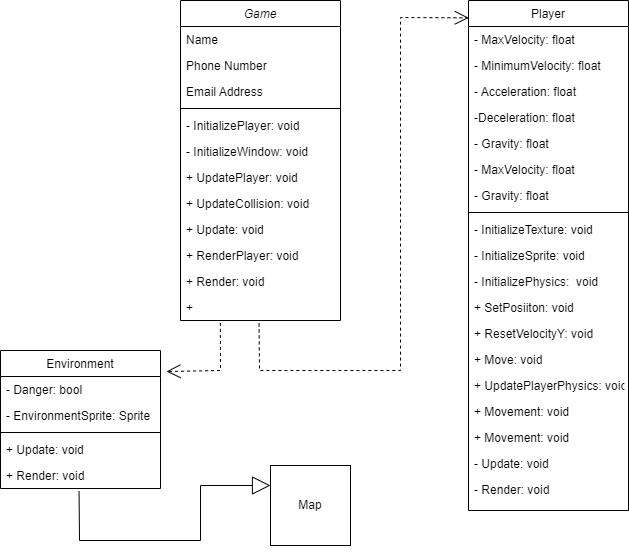 Game
Name
Phone Number
Email Address
- InitializePlayer: void
- InitializeWindow: void
+ UpdatePlayer: void
+ UpdateCollision: void
+ Update: void
+ RenderPlayer: void
+ Render: void
+
Player
- MaxVelocity: float
- MinimumVelocity: float
- Acceleration: float
-Deceleration: float
- Gravity: float
- MaxVelocity: float
- Gravity: float
- InitializeTexture: void
- InitializeSprite: void
- InitializePhysics:  void
+ SetPosiiton: void
+ ResetVelocityY: void
+ Move: void
+ UpdatePlayerPhysics: void
+ Movement: void
+ Movement: void
- Update: void
- Render: void
Environment
- Danger: bool
- EnvironmentSprite: Sprite
+ Update: void
+ Render: void
Map